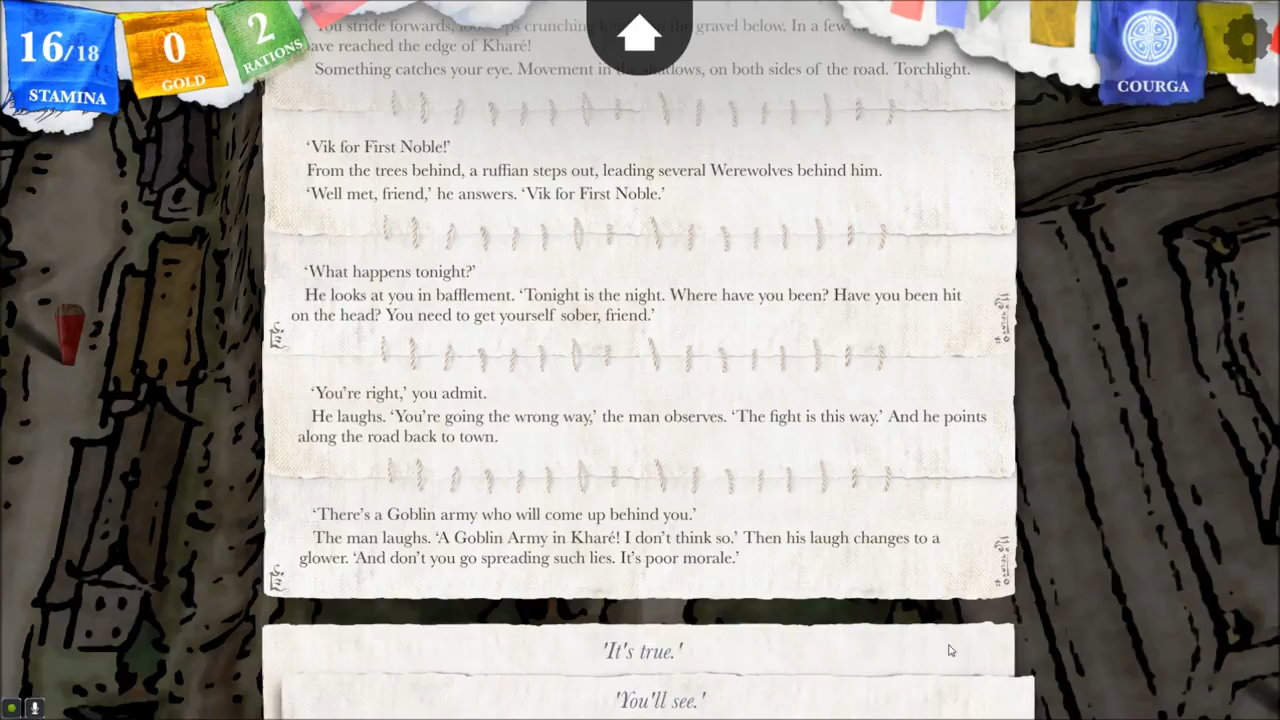 16/18
STAMINA
0
GOLD
2
RATIONS
COURGA
You stride forwards, crunching the gravel below. In a few
have reached the edge of Kharé!
Something catches your eye. Movement in the shadows, on both sides of the road. Torchlight.
‘Vik for First Noble!’
From the trees behind, a ruffian steps out, leading several Werewolves behind him.
‘Well met, friend,’ he answers. ‘Vik for First Noble.’
‘What happens tonight?’
He looks at you in bafflement. ‘Tonight is the night. Where have you been? Have you been hit
on the head? You need to get yourself sober, friend.’
‘You’re right,’ you admit.
He laughs. ‘You’re going the wrong way,’ the man observes. ‘The fight is this way.’ And he points
along the road back to town.
‘There’s a Goblin army who will come up behind you.’
The man laughs. ‘A Goblin Army in Kharé! I don’t think so.’ Then his laugh changes to a
glower. ‘And don’t you go spreading such lies. It’s poor morale.’
'It's true.'
'You'll see.'